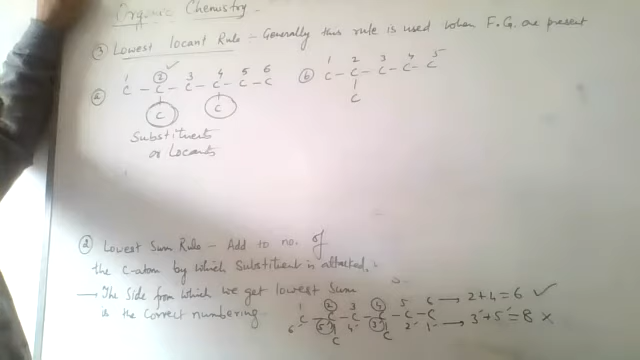 Organic Chemistry.
③ Lowest locant Rule - Generally this rule is used when F.G. are present
1 ② ✓ 3 4 5 6
ⓐ C - C - C - C - C - C
C C
Substituents
or Locants
1 2 3 4 5
ⓑ C - C - C - C - C
C
② Lowest Sum Rule - Add to no. of
the C-atom by which substituent is attached.
→ The Side from which we get lowest sum
is the correct numbering.
1 ② 3 ④ 5 6 → 2+4=6 ✓
C - C - C - C - C - C
6' 5' 4' 3' 2' 1' → 3'+5'=8 ×
C C